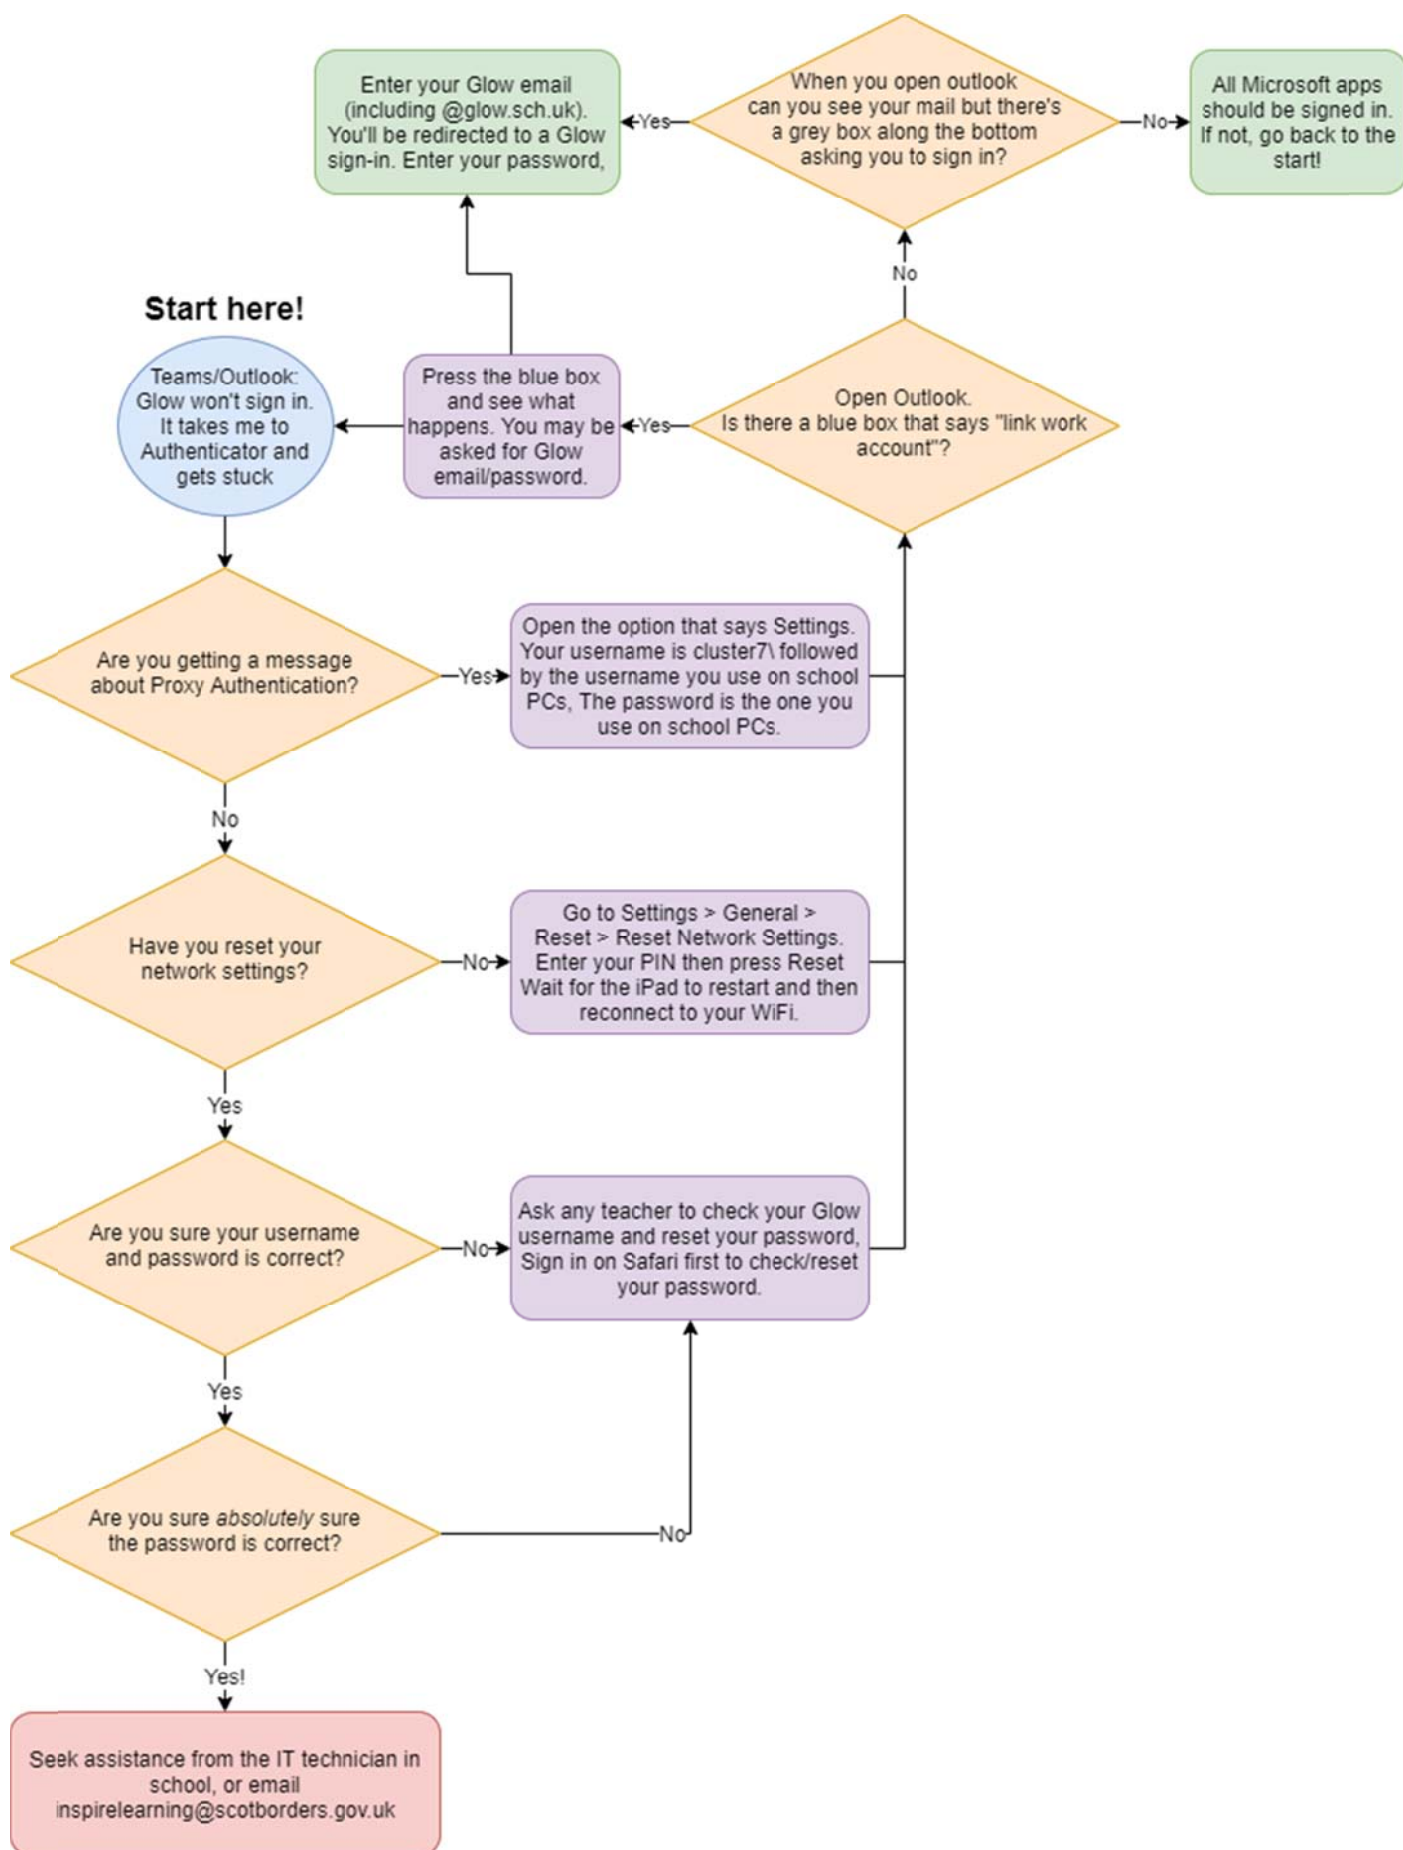 Enter your Glow email
(including @glow.sch.uk).
You'll be redirected to a Glow
sign-in. Enter your password,
Yes
When you open outlook
can you see your mail but there's
a grey box along the bottom
asking you to sign in?
No
All Microsoft apps
should be signed in.
If not, go back to the
start!
No
Start here!
Teams/Outlook:
Glow won't sign in.
It takes me to
Authenticator and
gets stuck
Press the blue box
and see what
happens. You may be
asked for Glow
email/password.
Yes
Open Outlook.
Is there a blue box that says "link work
account"?
Are you getting a message
about Proxy Authentication?
Yes
Open the option that says Settings.
Your username is cluster7\ followed
by the username you use on school
PCs, The password is the one you
use on school PCs.
No
Have you reset your
network settings?
No
Go to Settings > General >
Reset > Reset Network Settings.
Enter your PIN then press Reset
Wait for the iPad to restart and then
reconnect to your WiFi.
Yes
Are you sure your username
and password is correct?
No
Ask any teacher to check your Glow
username and reset your password,
Sign in on Safari first to check/reset
your password.
Yes
Are you sure absolutely sure
the password is correct?
No
Yes!
Seek assistance from the IT technician in
school, or email
inspirelearning@scotborders.gov.uk